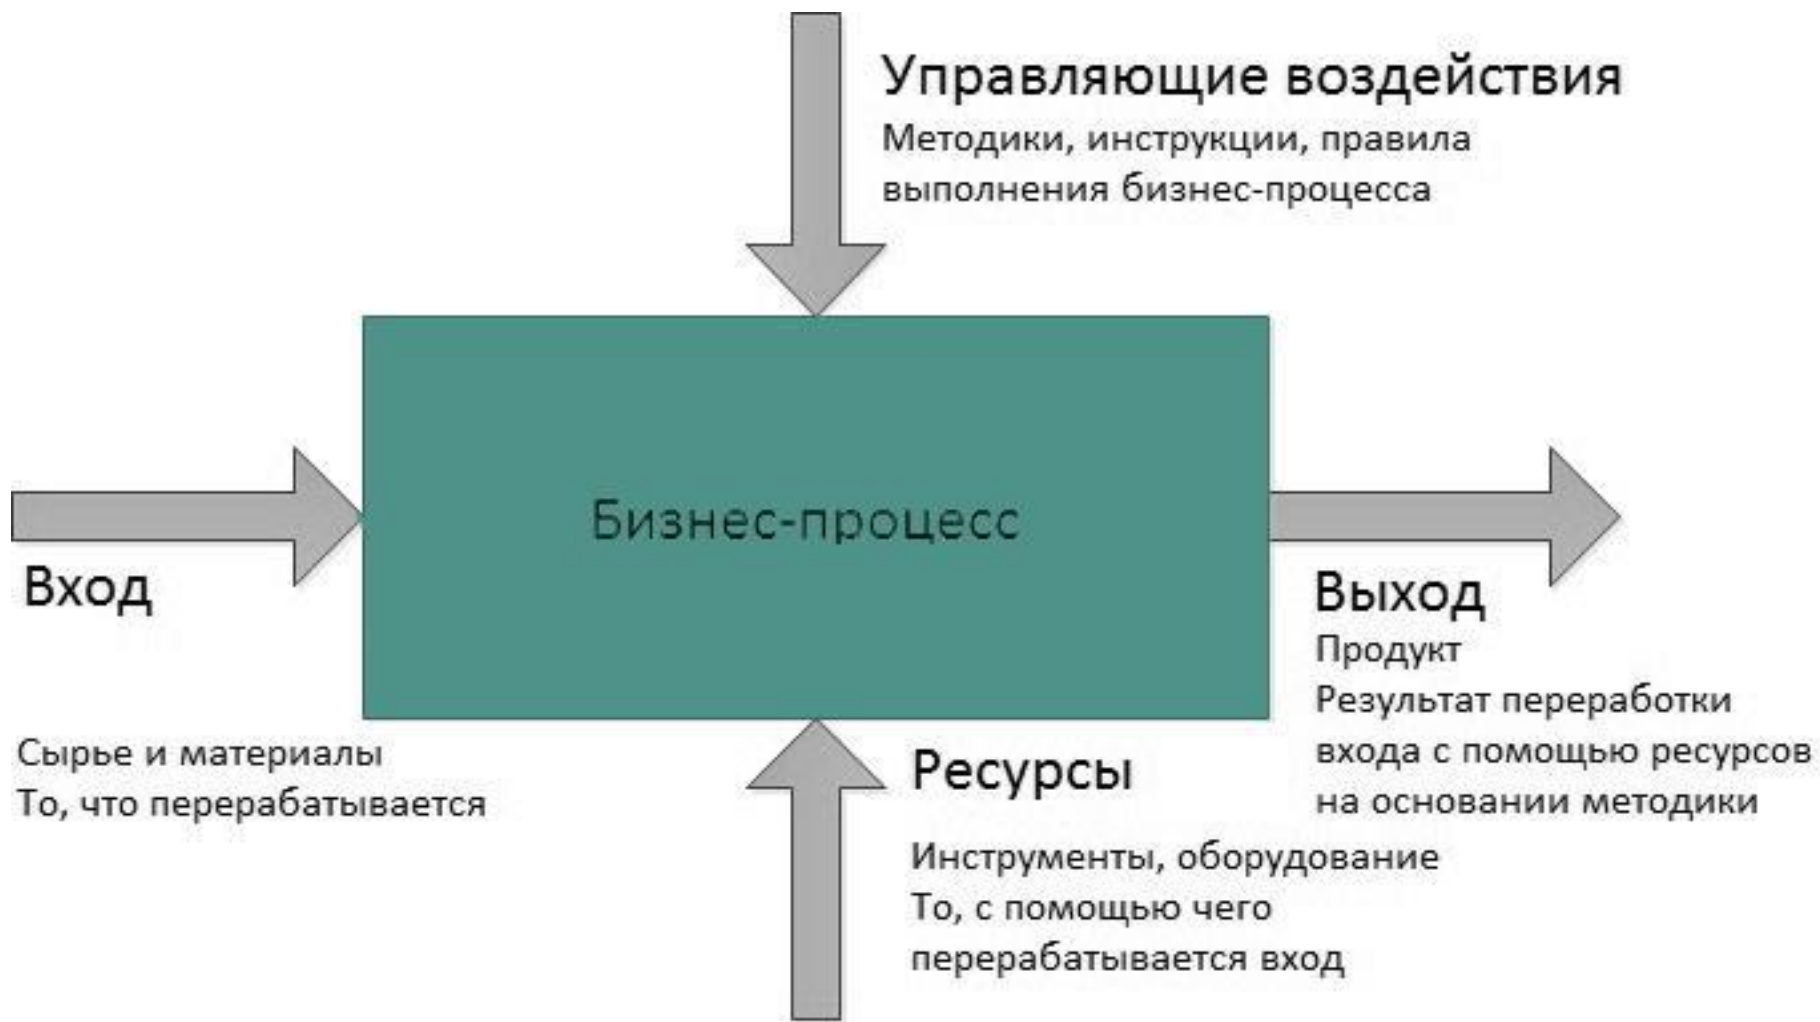 Управляющие воздействия
Методики, инструкции, правила
выполнения бизнес-процесса
Бизнес-процесс
Вход
Сырье и материалы
То, что перерабатывается
Выход
Продукт
Результат переработки
входа с помощью ресурсов
на основании методики
Ресурсы
Инструменты, оборудование
То, с помощью чего
перерабатывается вход